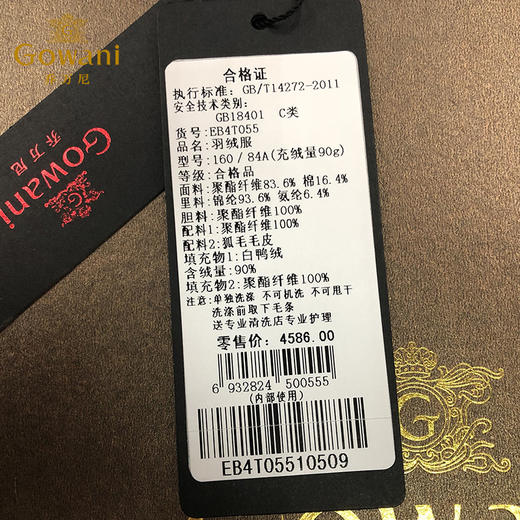 Gowani
乔万尼
Gowani
乔万尼
合格证
执行标准: GB/T14272-2011
安全技术类别:
GB18401 C类
货号:EB4T055
品名:羽绒服
型号:160/84A(充绒量90g)
等级:合格品
面料:聚酯纤维83.6% 棉16.4%
里料:锦纶93.6% 氨纶6.4%
胆料:聚酯纤维100%
配料1:聚酯纤维100%
配料2:狐毛毛皮
填充物1:白鸭绒
含绒量:90%
填充物2:聚酯纤维100%
注意:单独洗涤 不可机洗 不可甩干
洗涤前取下毛条
送专业清洗店专业护理
零售价: 4586.00
6 932824 500555
(内部使用)
EB4T05510509
G